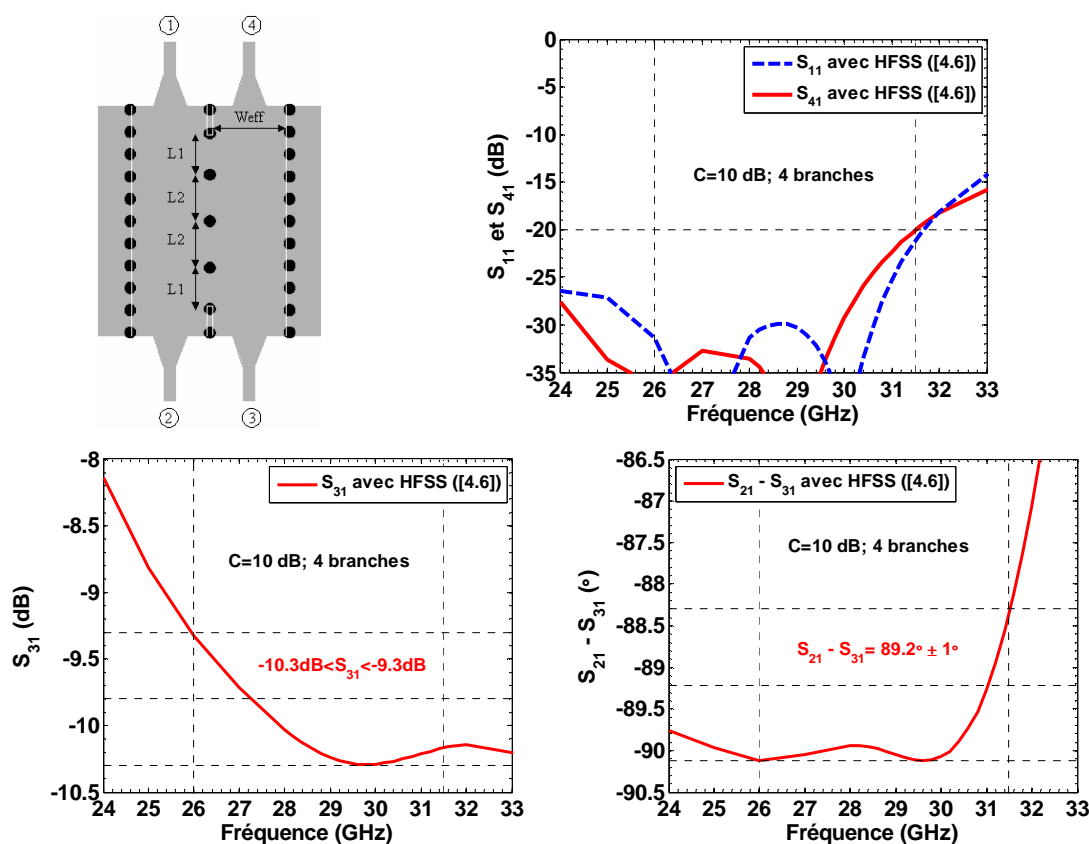 ① ④
Weff
L1
L2
L2
L1
② ③
S11 avec HFSS ([4.6])
S41 avec HFSS ([4.6])
C=10 dB; 4 branches
S11 et S41 (dB)
0
-5
-10
-15
-20
-25
-30
-35
24 25 26 27 28 29 30 31 32 33
Fréquence (GHz)
S31 avec HFSS ([4.6])
C=10 dB; 4 branches
-10.3dB<S31<-9.3dB
S31 (dB)
-8
-8.5
-9
-9.5
-10
-10.5
24 25 26 27 28 29 30 31 32 33
Fréquence (GHz)
S21 - S31 avec HFSS ([4.6])
C=10 dB; 4 branches
S21 - S31= 89.2° ± 1°
S21 - S31 (°)
-86.5
-87
-87.5
-88
-88.5
-89
-89.5
-90
-90.5
24 25 26 27 28 29 30 31 32 33
Fréquence (GHz)